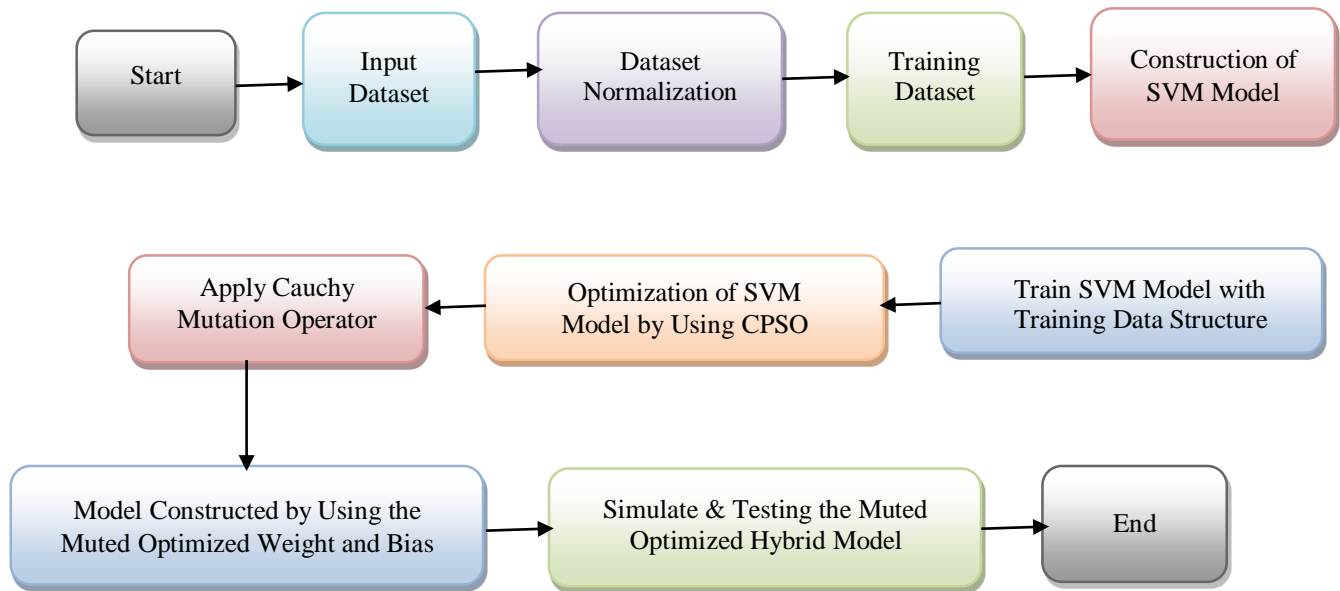 Start
Input
Dataset
Dataset
Normalization
Training
Dataset
Construction of
SVM Model
Train SVM Model with
Training Data Structure
Optimization of SVM
Model by Using CPSO
Apply Cauchy
Mutation Operator
Model Constructed by Using the
Muted Optimized Weight and Bias
Simulate & Testing the Muted
Optimized Hybrid Model
End